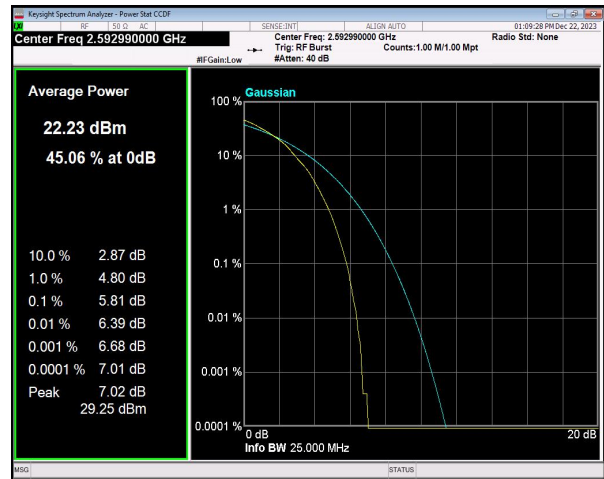 Keysight Spectrum Analyzer - Power Stat CCDF
LXI RF 50 Ω AC SENSE:INT ALIGN AUTO 01:09:28 PM Dec 22, 2023
Center Freq 2.592990000 GHz Center Freq: 2.592990000 GHz Radio Std: None
Trig: RF Burst Counts:1.00 M/1.00 Mpt
#IFGain:Low #Atten: 40 dB
Average Power
22.23 dBm
45.06 % at 0dB
10.0 % 2.87 dB
1.0 % 4.80 dB
0.1 % 5.81 dB
0.01 % 6.39 dB
0.001 % 6.68 dB
0.0001 % 7.01 dB
Peak 7.02 dB
29.25 dBm
100 % Gaussian
10 %
1 %
0.1 %
0.01 %
0.001 %
0.0001 %
0 dB 20 dB
Info BW 25.000 MHz
MSG STATUS